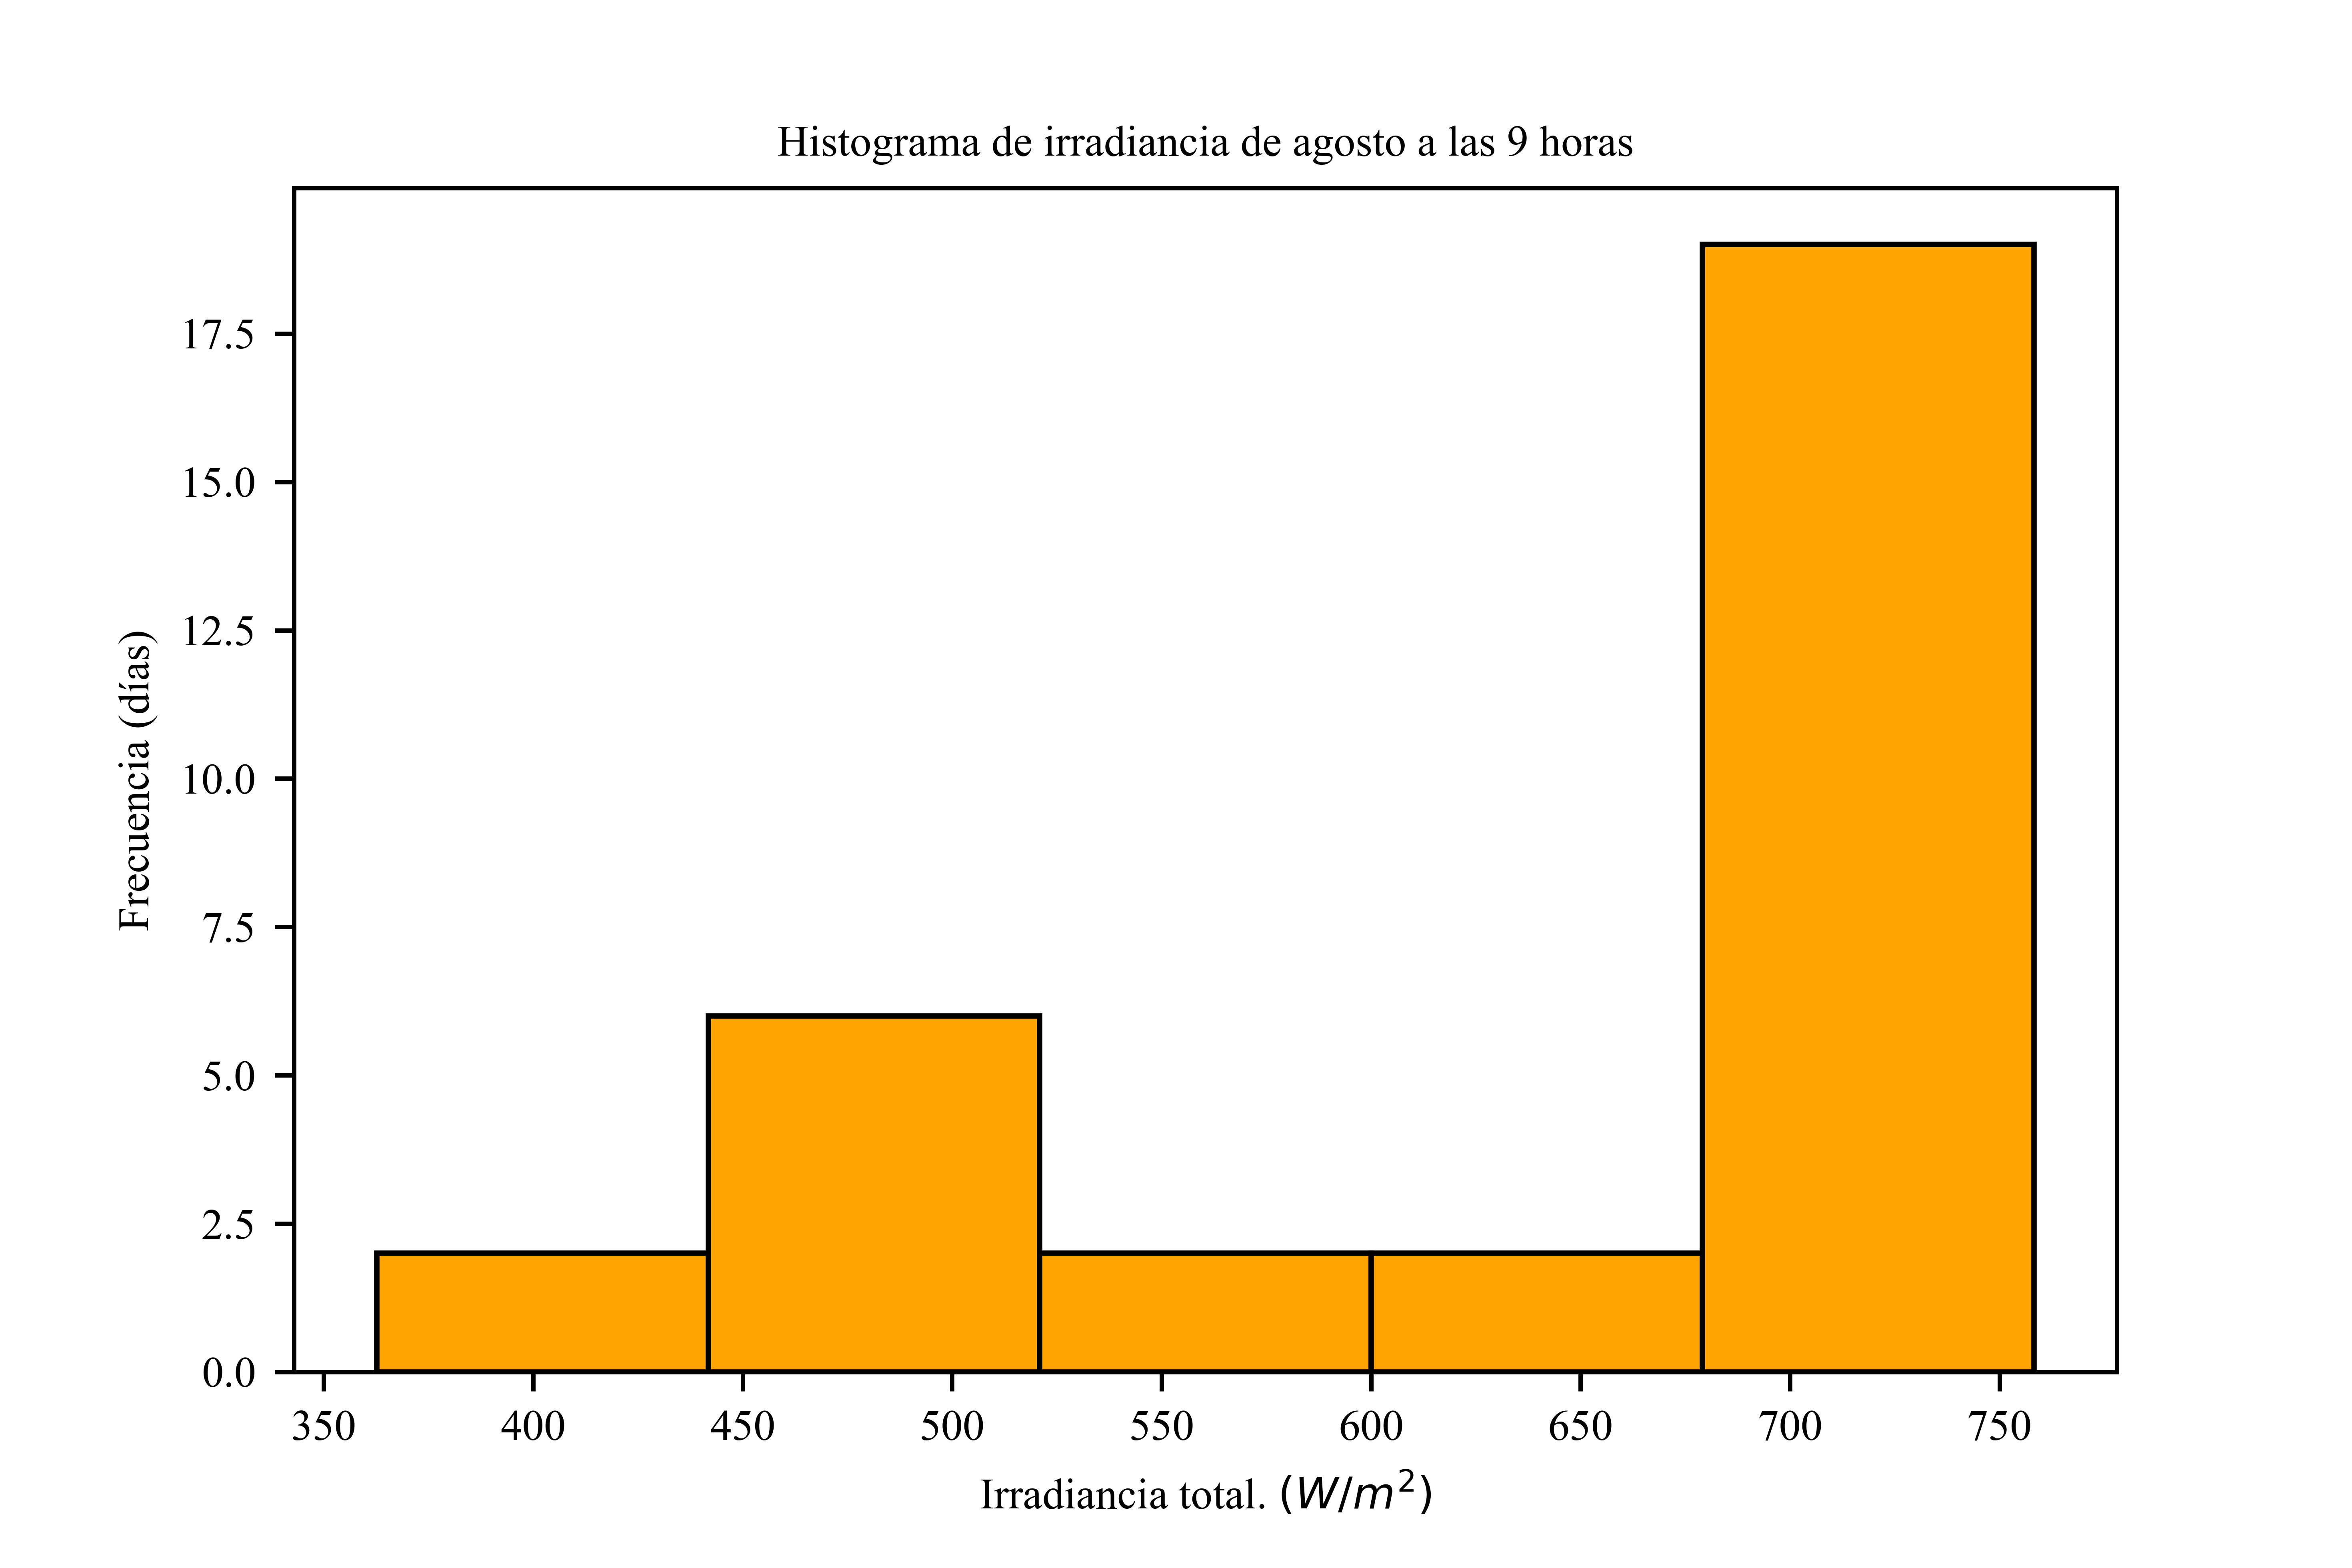 Histograma de irradiancia de agosto a las 9 horas
Frecuencia (días)
17.5
15.0
12.5
10.0
7.5
5.0
2.5
0.0
350 400 450 500 550 600 650 700 750
Irradiancia total. (W/m²)